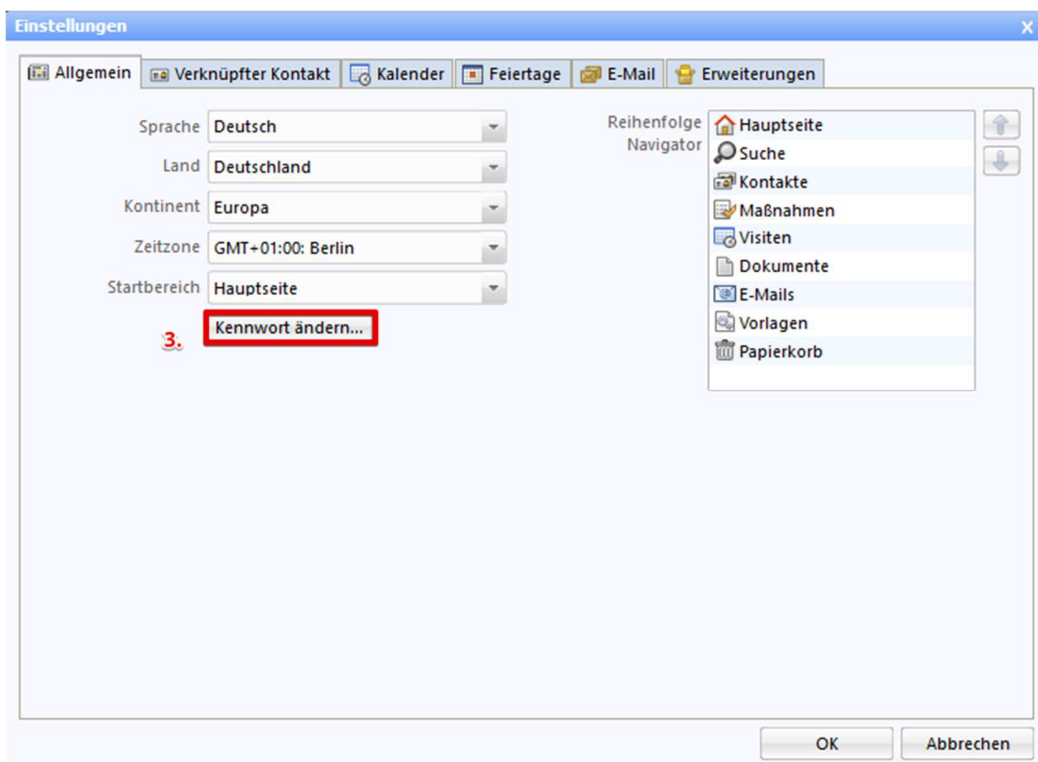 Einstellungen
x
Allgemein Verknüpfter Kontakt Kalender Feiertage E-Mail Erweiterungen
Sprache Deutsch
Land Deutschland
Kontinent Europa
Zeitzone GMT+01:00: Berlin
Startbereich Hauptseite
3. Kennwort ändern...
Reihenfolge
Navigator
Hauptseite
Suche
Kontakte
Maßnahmen
Visiten
Dokumente
E-Mails
Vorlagen
Papierkorb
OK Abbrechen